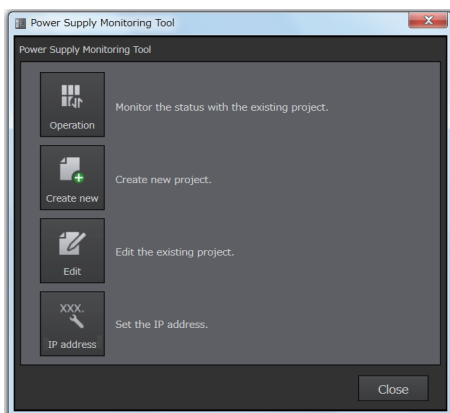 Power Supply Monitoring Tool
Power Supply Monitoring Tool
Operation
Monitor the status with the existing project.
Create new
Create new project.
Edit
Edit the existing project.
XXX.
IP address
Set the IP address.
Close